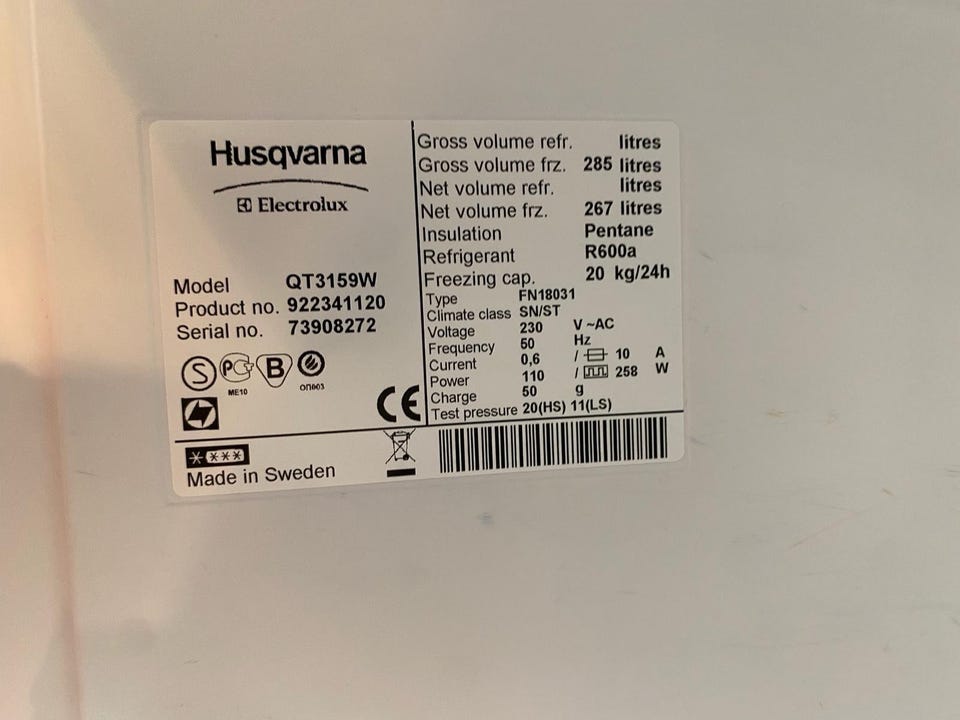 Husqvarna
Electrolux
Model QT3159W
Product no. 922341120
Serial no. 73908272
S PG B
ME10 ОП003
CE
****
Made in Sweden
Gross volume refr. litres
Gross volume frz. 285 litres
Net volume refr. litres
Net volume frz. 267 litres
Insulation Pentane
Refrigerant R600a
Freezing cap. 20 kg/24h
Type FN18031
Climate class SN/ST
Voltage 230 V ~AC
Frequency 50 Hz
Current 0,6 / 10 A
Power 110 / 258 W
Charge 50 g
Test pressure 20(HS) 11(LS)